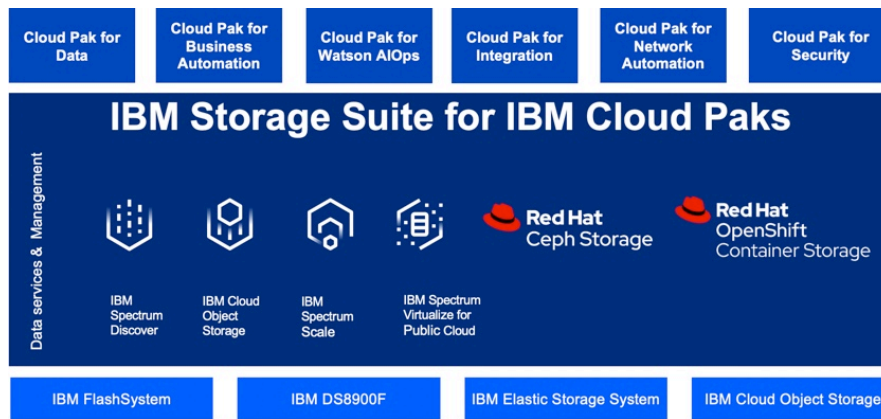 Cloud Pak for
Data
Cloud Pak for
Business
Automation
Cloud Pak for
Watson AIOps
Cloud Pak for
Integration
Cloud Pak for
Network
Automation
Cloud Pak for
Security
IBM Storage Suite for IBM Cloud Paks
Data services & Management
IBM
Spectrum
Discover
IBM Cloud
Object
Storage
IBM
Spectrum
Scale
IBM Spectrum
Virtualize for
Public Cloud
Red Hat
Ceph Storage
Red Hat
OpenShift
Container Storage
IBM FlashSystem
IBM DS8900F
IBM Elastic Storage System
IBM Cloud Object Storage